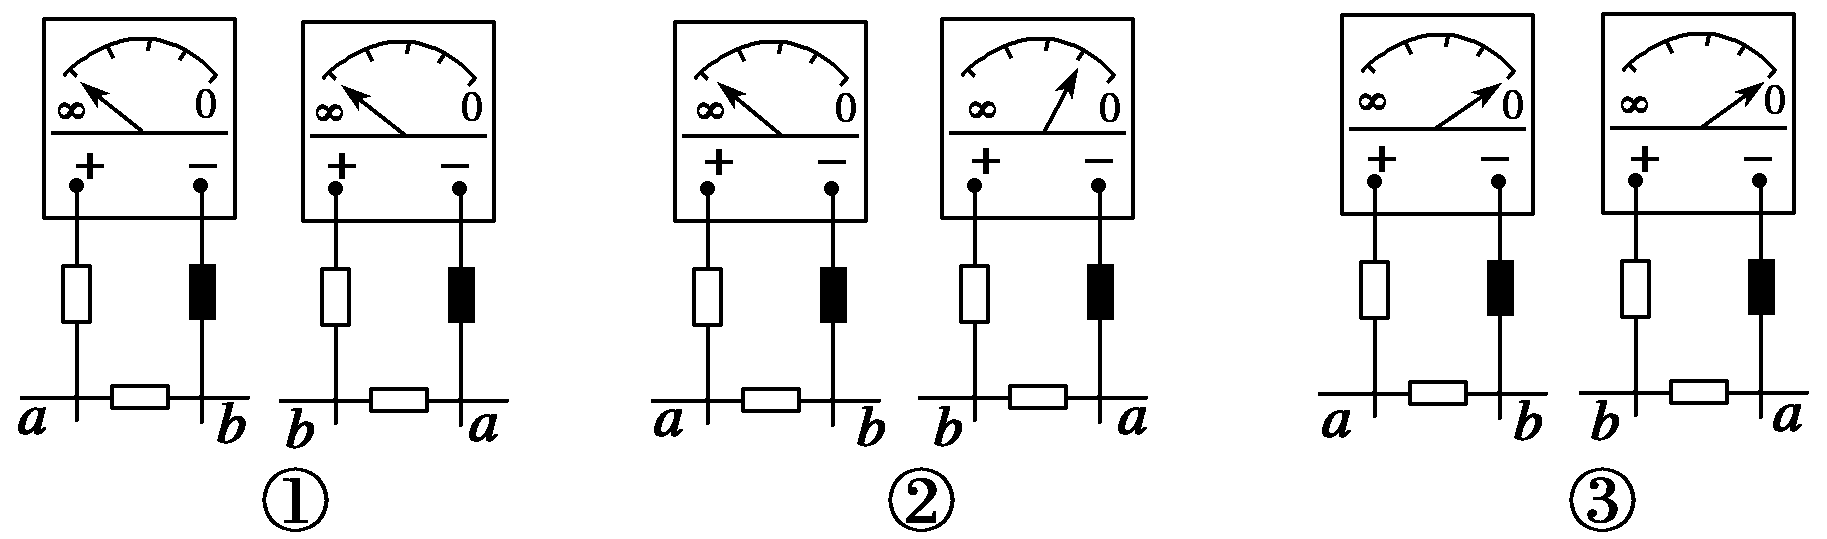 ∞ 0 ∞ 0 ∞ 0 ∞ 0 ∞ 0 ∞ 0
+ − + − + − + − + − + −
a b b a a b b a a b b a
① ② ③